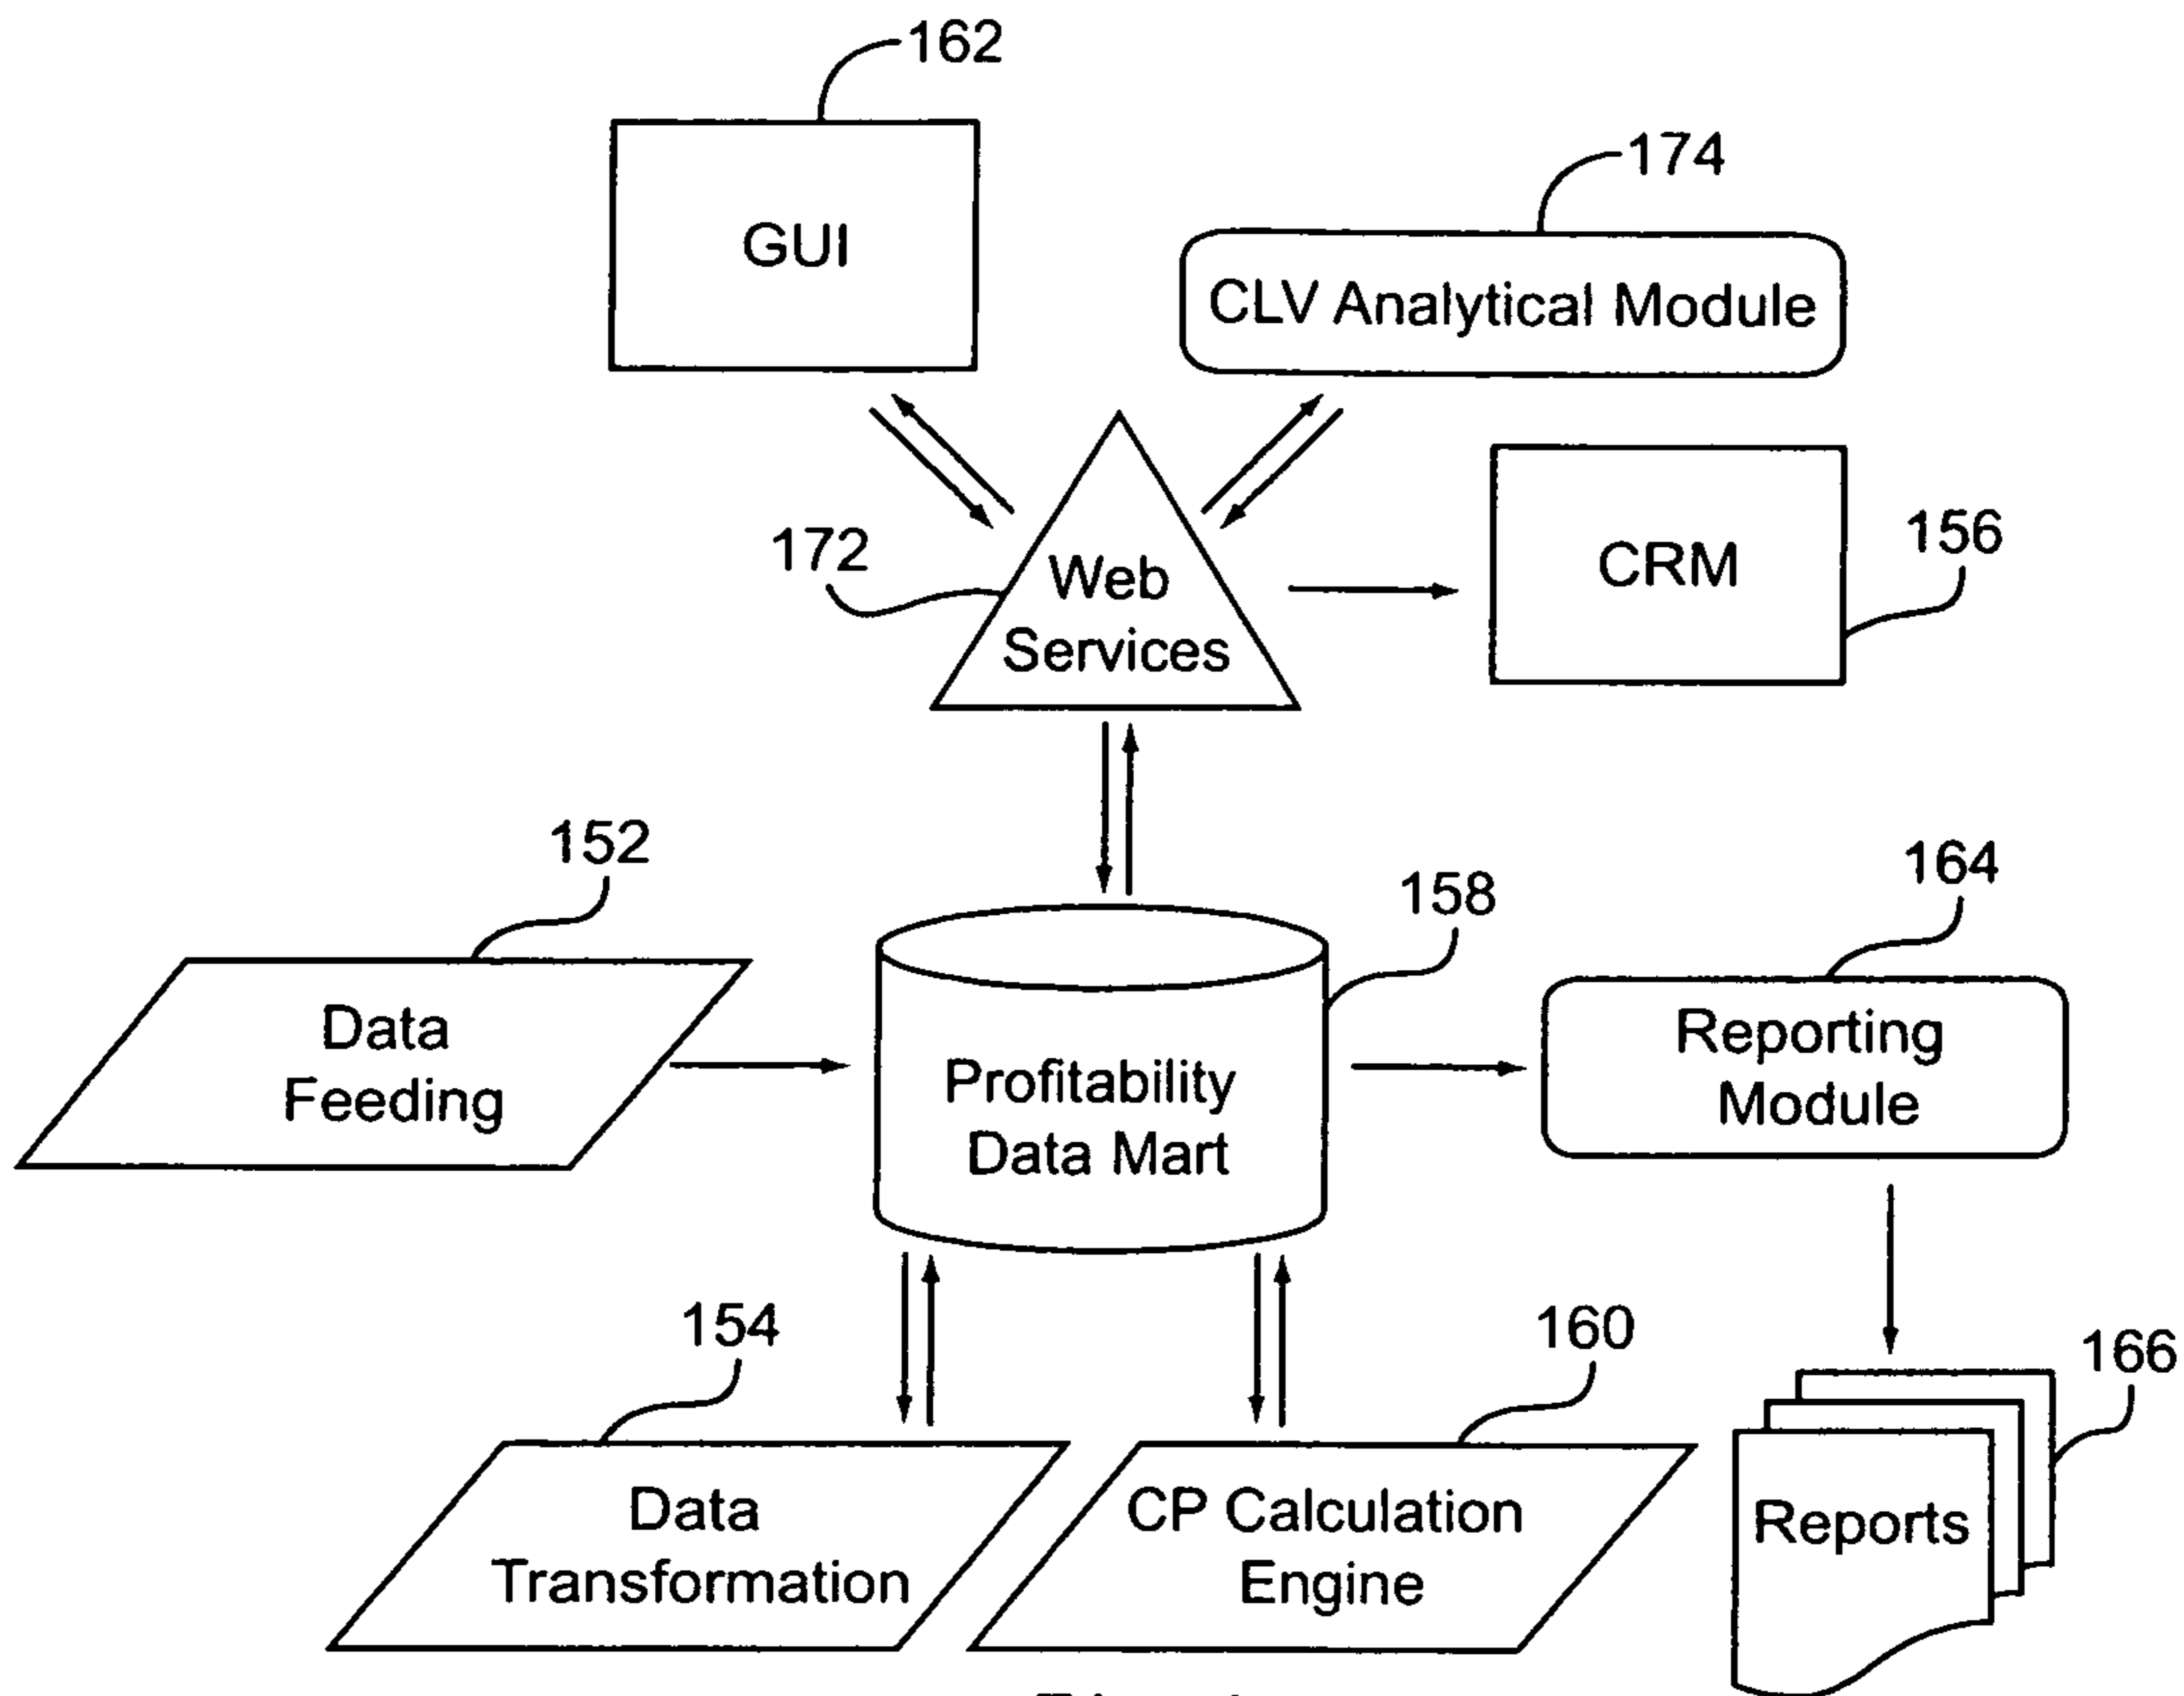 162
GUI
174
CLV Analytical Module
172
Web
Services
CRM
156
152
Data
Feeding
158
Profitability
Data Mart
164
Reporting
Module
154
Data
Transformation
160
CP Calculation
Engine
166
Reports